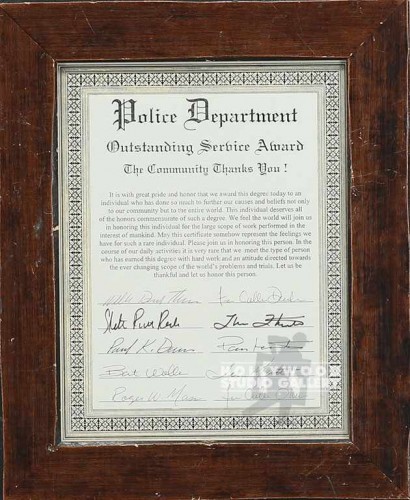 Police Department
Outstanding Service Award
The Community Thanks You !
It is with great pride and honor that we award this degree today to an
individual who has done so much to further our causes and beliefs not only
to our community but to the entire world. This individual deserves all
of the honors commensurate of such a degree. We feel the world will join us
in honoring this individual for the large scope of work performed in the
interest of mankind. May this certificate somehow represent the feelings we
have for such a rare individual. Please join us in honoring this person. In the
course of our daily activities it is very rare that we meet the type of person
who has earned this degree with hard work and an attitude directed towards
the ever changing scope of the world's problems and trials. Let us be
thankful and let us honor this person.
Paul K.
Bert
Roger W.
HOLLYWOOD
STUDIO GALLERY